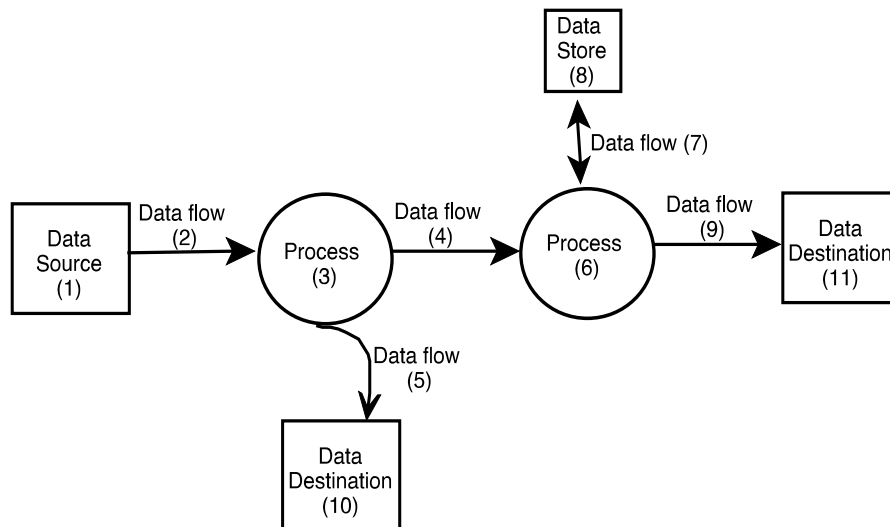 Data
Store
(8)
Data flow (7)
Data
Source
(1)
Data flow
(2)
Process
(3)
Data flow
(4)
Process
(6)
Data flow
(9)
Data
Destination
(11)
Data flow
(5)
Data
Destination
(10)